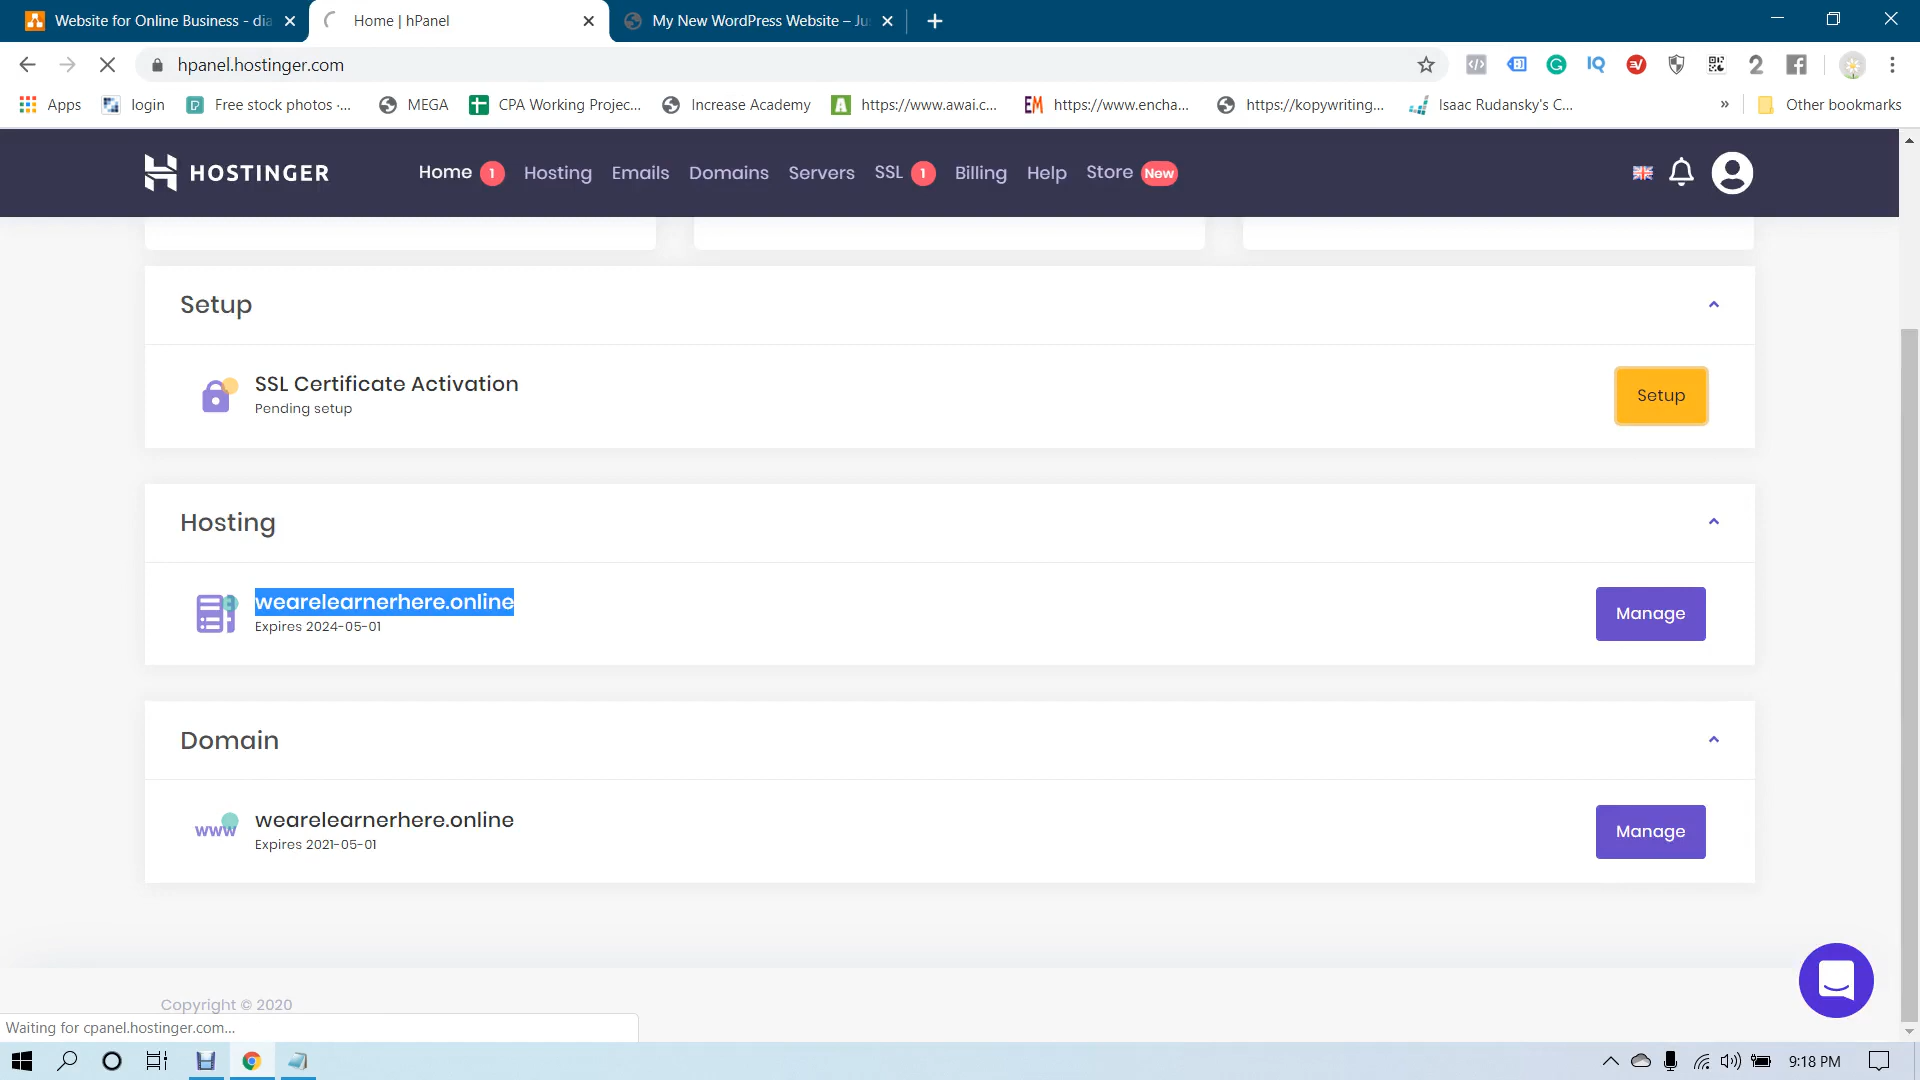 Website for Online Business - dia
Home | hPanel
My New WordPress Website – Ju
hpanel.hostinger.com
Apps
login
Free stock photos ·...
MEGA
CPA Working Projec...
Increase Academy
https://www.awai.c...
EM
https://www.encha...
https://kopywriting...
Isaac Rudansky's C...
»
Other bookmarks
HOSTINGER
Home 1
Hosting
Emails
Domains
Servers
SSL 1
Billing
Help
Store New
Setup
SSL Certificate Activation
Pending setup
Setup
Hosting
wearelearnerhere.online
Expires 2024-05-01
Manage
Domain
www
wearelearnerhere.online
Expires 2021-05-01
Manage
Copyright © 2020
Waiting for cpanel.hostinger.com...
9:18 PM